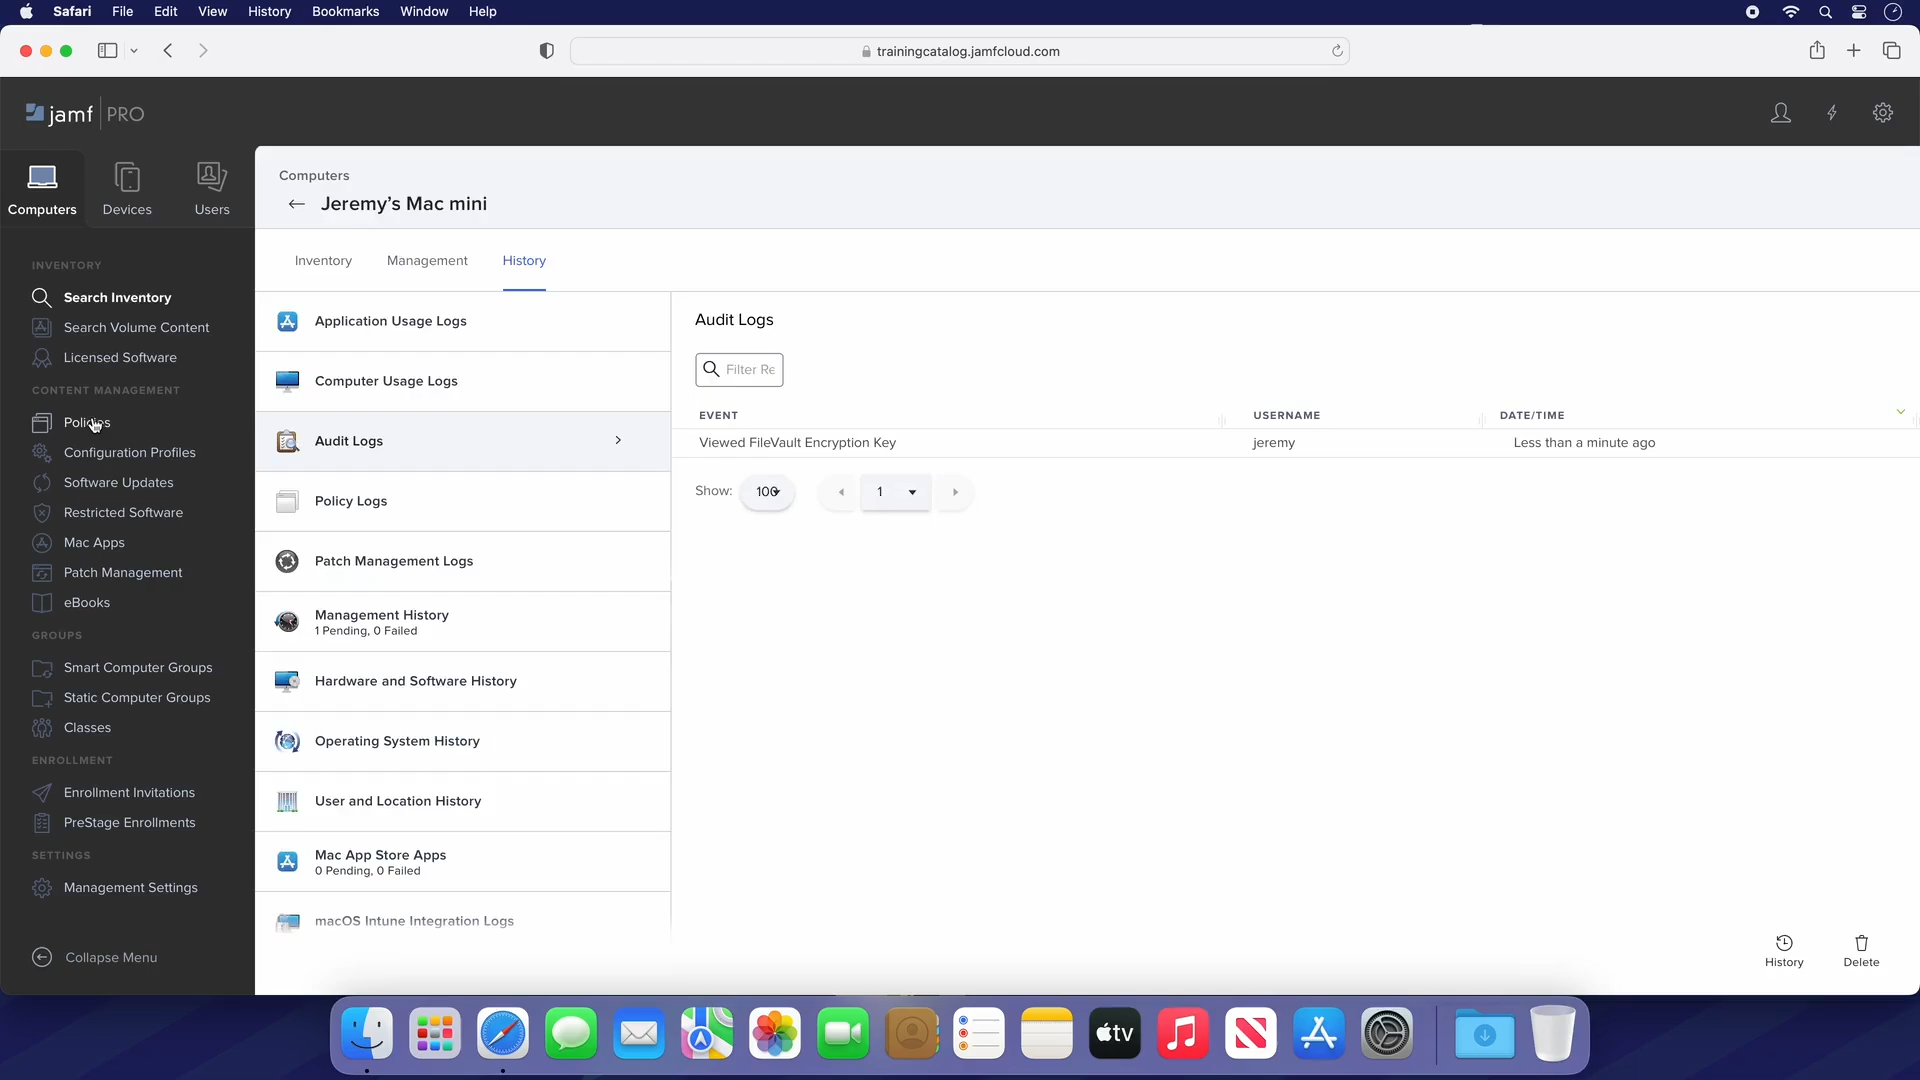 Safari File Edit View History Bookmarks Window Help
trainingcatalog.jamfcloud.com
jamf PRO
Computers Devices Users
Computers
Jeremy’s Mac mini
Inventory Management History
INVENTORY
Search Inventory
Search Volume Content
Licensed Software
CONTENT MANAGEMENT
Policies
Configuration Profiles
Software Updates
Restricted Software
Mac Apps
Patch Management
eBooks
GROUPS
Smart Computer Groups
Static Computer Groups
Classes
ENROLLMENT
Enrollment Invitations
PreStage Enrollments
SETTINGS
Management Settings
Collapse Menu
Application Usage Logs
Computer Usage Logs
Audit Logs
Policy Logs
Patch Management Logs
Management History
1 Pending, 0 Failed
Hardware and Software History
Operating System History
User and Location History
Mac App Store Apps
0 Pending, 0 Failed
macOS Intune Integration Logs
Audit Logs
Filter Re
EVENT USERNAME DATE/TIME
Viewed FileVault Encryption Key jeremy Less than a minute ago
Show: 100 1
History Delete
tv